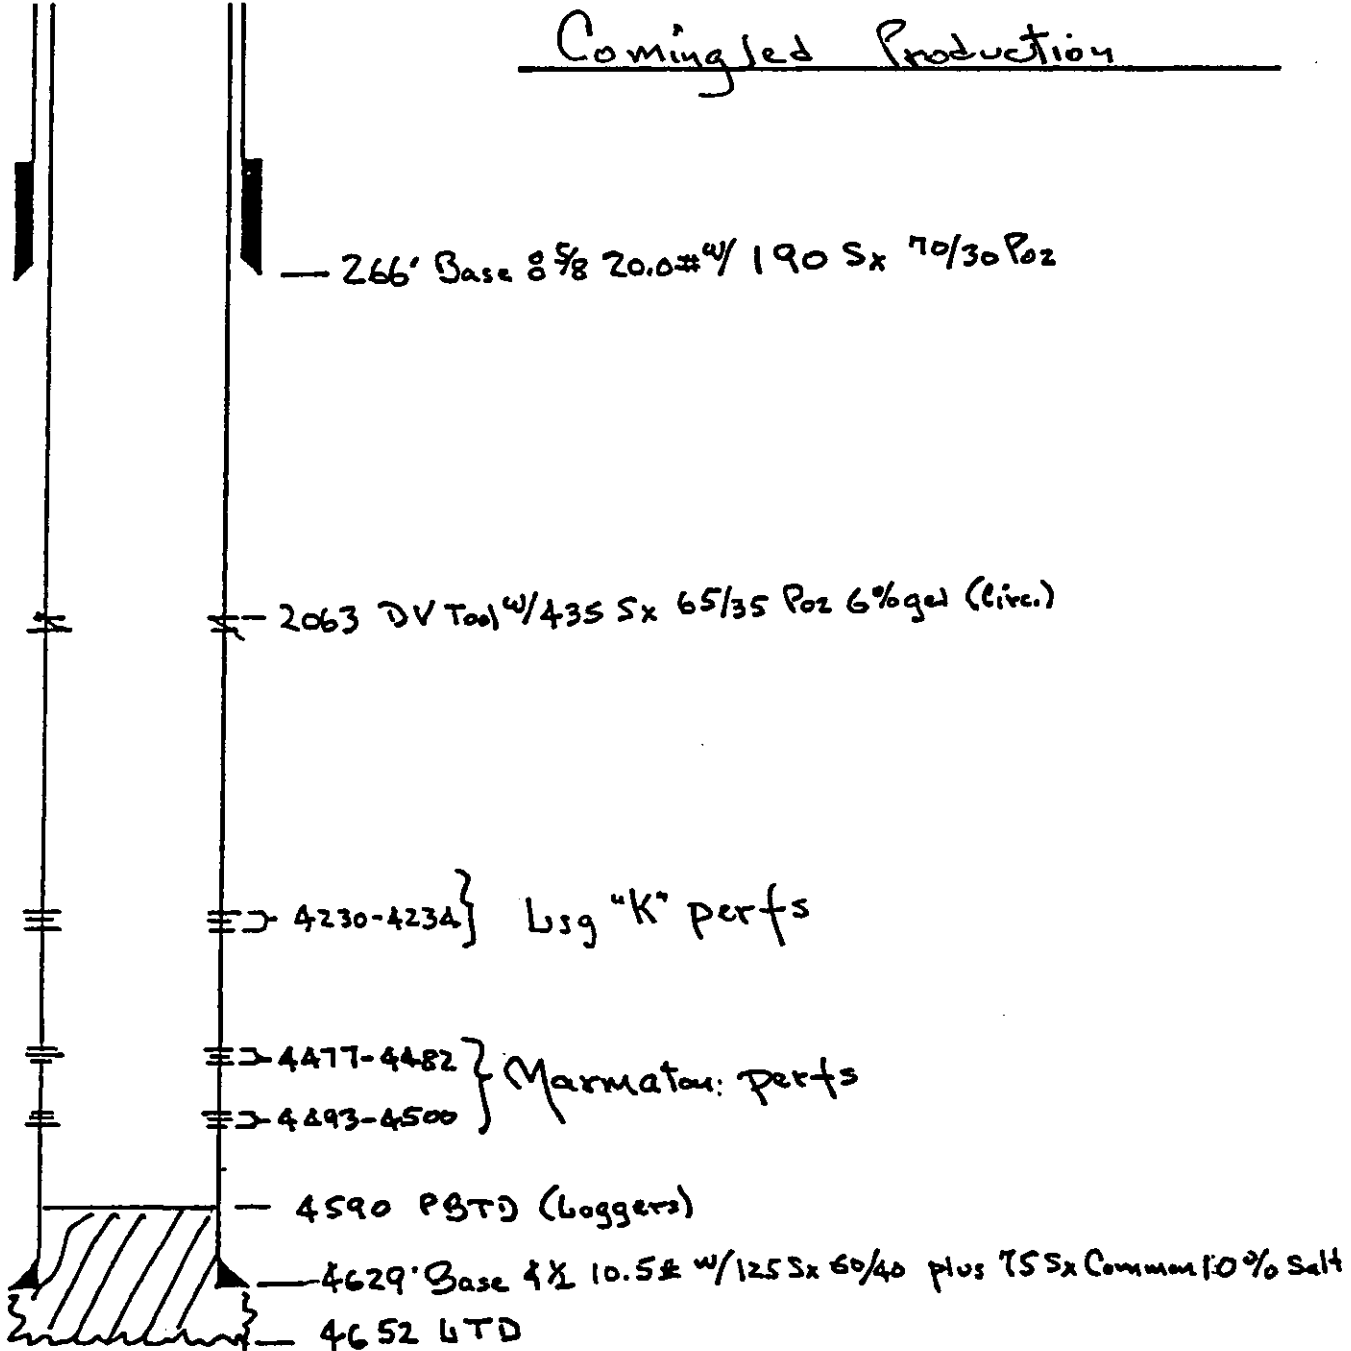 Comingled Production
266' Base 8 5/8 20.0# w/ 190 Sx 70/30 Poz
2063 DV Tool w/435 Sx 65/35 Poz 6% gel (Circ.)
4230-4234} Lsg "K" perfs
4477-4482
} Marmaton: perfs
4493-4500
4590 PBTD (Loggers)
4629' Base 4½ 10.5# w/125 Sx 60/40 plus 75 Sx Common 10% Salt
4652 LTD